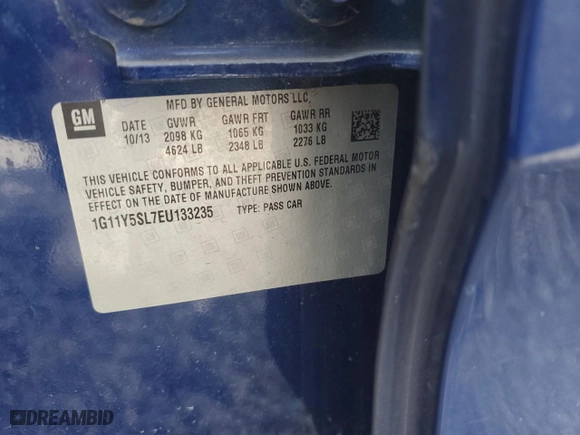 MFD BY GENERAL MOTORS LLC,
GM
DATE GVWR GAWR FRT GAWR RR
10/13 2098 KG 1065 KG 1033 KG
4624 LB 2348 LB 2276 LB
THIS VEHICLE CONFORMS TO ALL APPLICABLE U.S. FEDERAL MOTOR
VEHICLE SAFETY, BUMPER, AND THEFT PREVENTION STANDARDS IN
EFFECT ON THE DATE OF MANUFACTURE SHOWN ABOVE.
1G11Y5SL7EU133235 TYPE: PASS CAR
DREAMBID